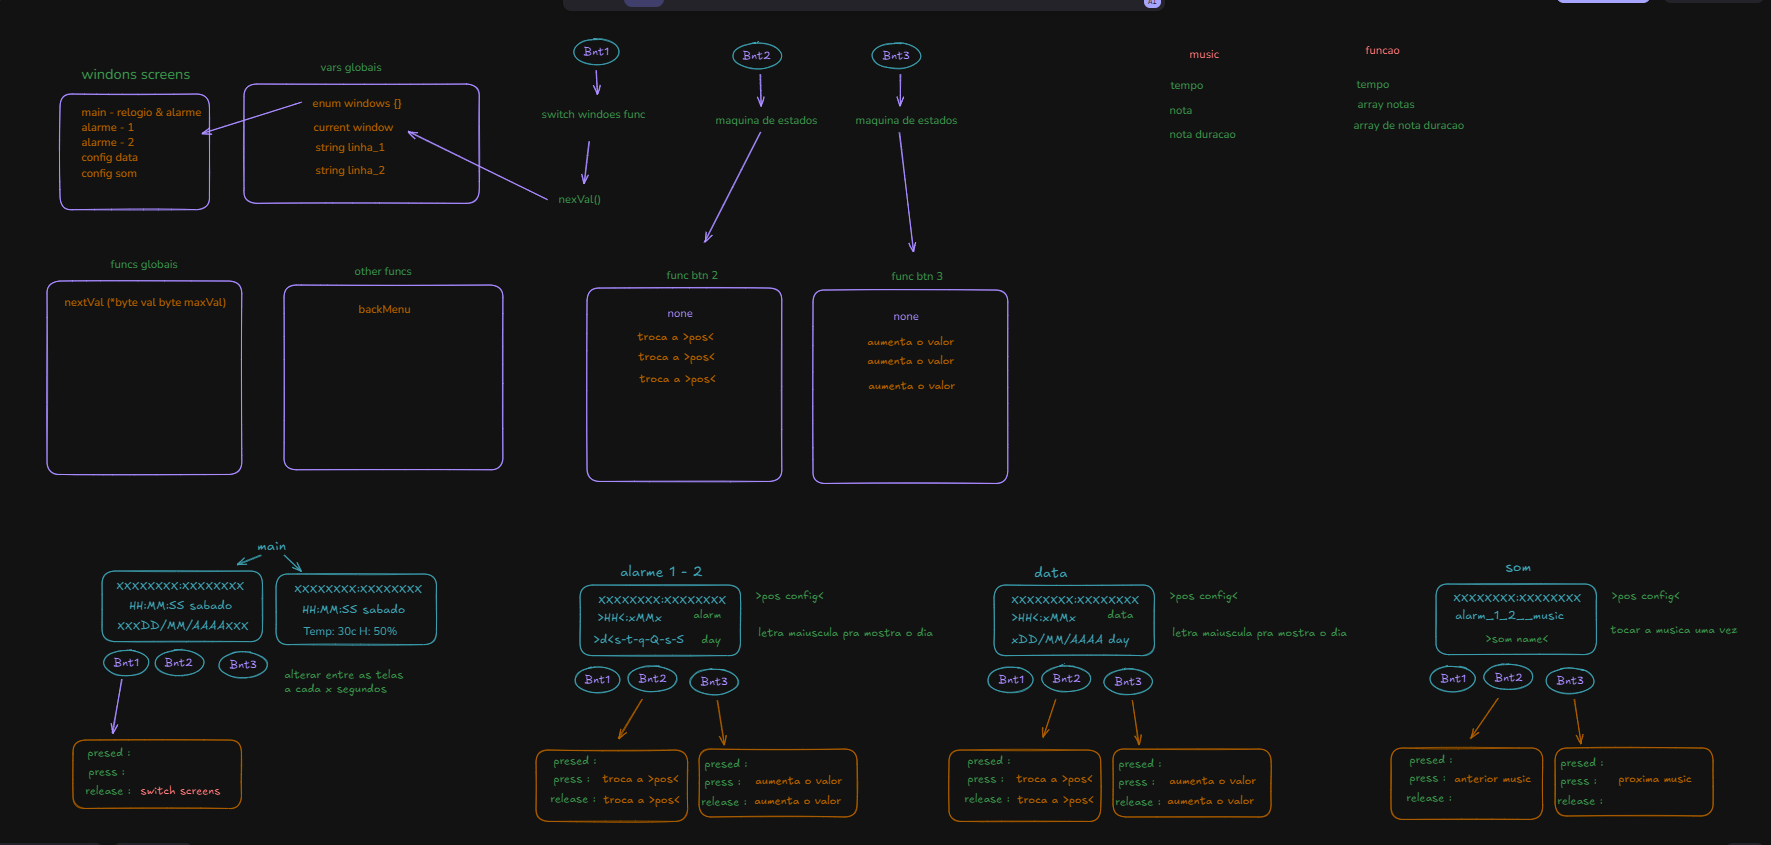 AI
windons screens
main - relogio & alarme
alarme - 1
alarme - 2
config data
config som
vars globais
enum windows {}
current window
string linha_1
string linha_2
Bnt1
switch windoes func
nexVal()
Bnt2
maquina de estados
Bnt3
maquina de estados
music
tempo
nota
nota duracao
funcao
tempo
array notas
array de nota duracao
funcs globais
nextVal (*byte val byte maxVal)
other funcs
backMenu
func btn 2
none
troca a >pos<
troca a >pos<
troca a >pos<
func btn 3
none
aumenta o valor
aumenta o valor
aumenta o valor
main
XXXXXXXX:XXXXXXXX
HH:MM:SS sabado
xxxDD/MM/AAAAxxx
XXXXXXXX:XXXXXXXX
HH:MM:SS sabado
Temp: 30c H: 50%
Bnt1
Bnt2
Bnt3
alterar entre as telas
a cada x segundos
presed :
press :
release : switch screens
alarme 1 - 2
XXXXXXXX:XXXXXXXX
>HH<:xMMx alarm
>d<s-t-q-Q-s-S day
>pos config<
letra maiuscula pra mostra o dia
Bnt1
Bnt2
Bnt3
presed :
press : troca a >pos<
release : troca a >pos<
presed :
press : aumenta o valor
release : aumenta o valor
data
XXXXXXXX:XXXXXXXX
>HH<:xMMx data
xDD/MM/AAAA day
>pos config<
letra maiuscula pra mostra o dia
Bnt1
Bnt2
Bnt3
presed :
press : troca a >pos<
release : troca a >pos<
presed :
press : aumenta o valor
release : aumenta o valor
som
XXXXXXXX:XXXXXXXX
alarm_1_2__music
>som name<
>pos config<
tocar a musica uma vez
Bnt1
Bnt2
Bnt3
presed :
press : anterior music
release :
presed :
press : proxima music
release :